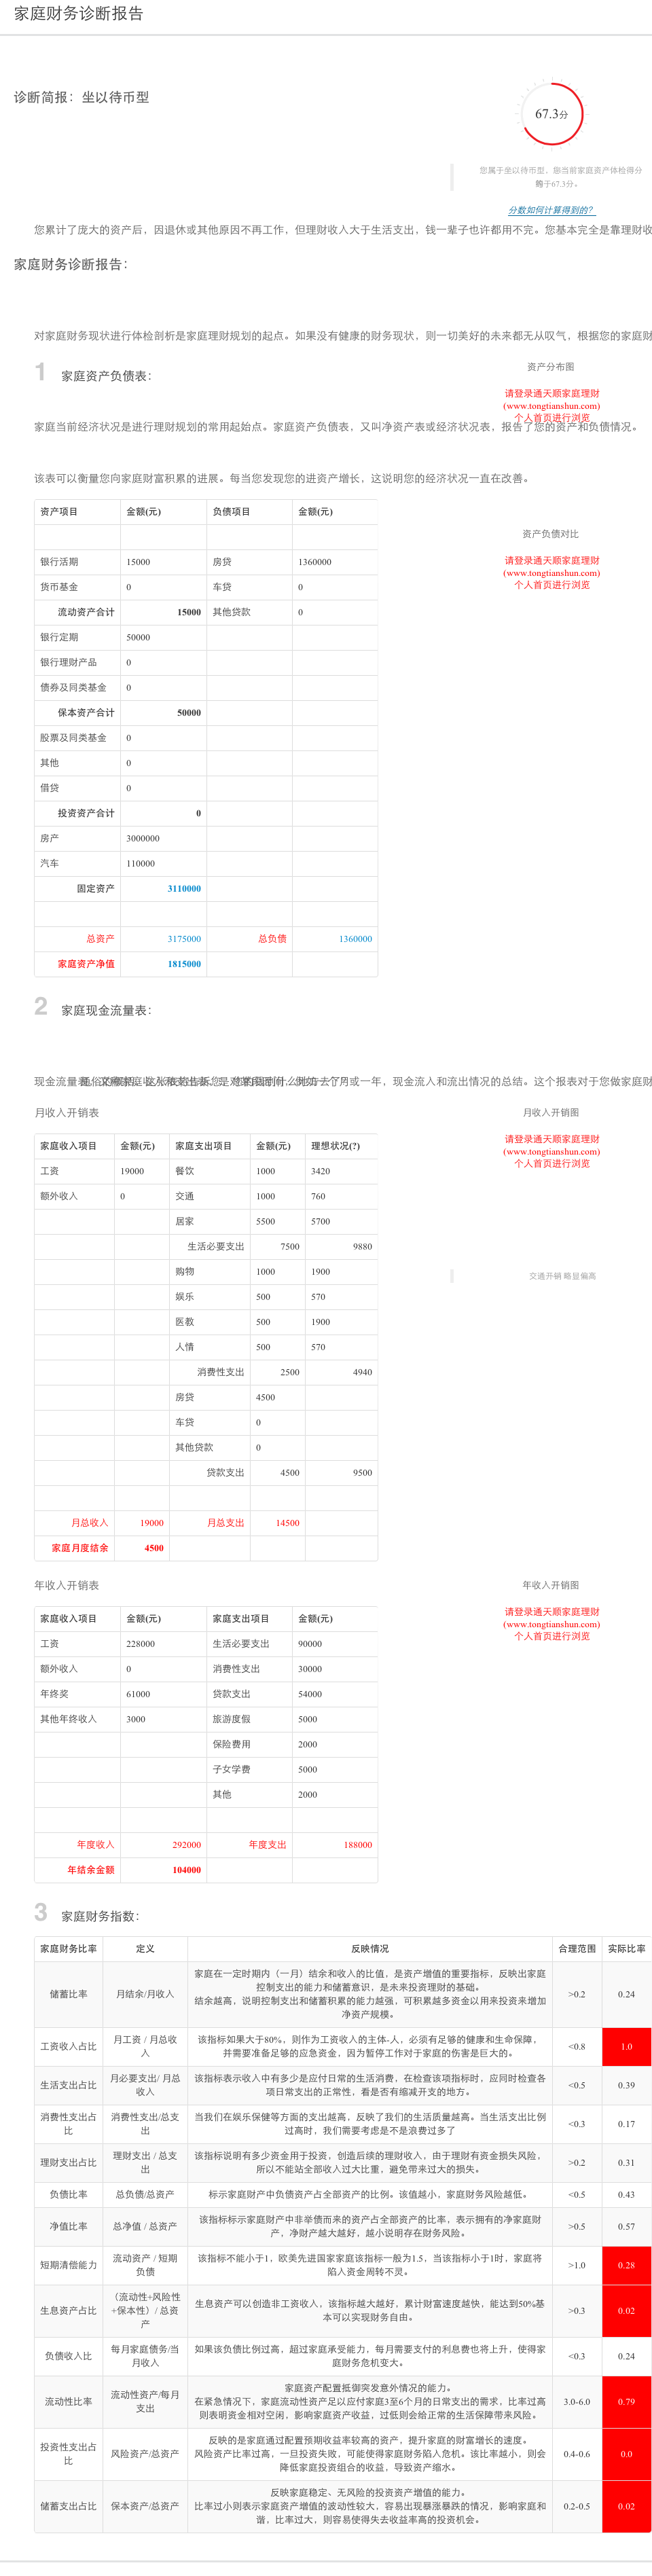 家庭财务诊断报告
诊断简报：坐以待币型
67.3分
您属于坐以待币型，您当前家庭资产体检得分
为于67.3分。
分数如何计算得到的？
您累计了庞大的资产后，因退休或其他原因不再工作，但理财收入大于生活支出，钱一辈子也许都用不完。您基本完全是靠理财收
家庭财务诊断报告：
对家庭财务现状进行体检剖析是家庭理财规划的起点。如果没有健康的财务现状，则一切美好的未来都无从叹气，根据您的家庭财
1 家庭资产负债表：
资产分布图
请登录通天顺家庭理财
(www.tongtianshun.com)
个人首页进行浏览
家庭当前经济状况是进行理财规划的常用起始点。家庭资产负债表，又叫净资产表或经济状况表，报告了您的资产和负债情况。
该表可以衡量您向家庭财富积累的进展。每当您发现您的进资产增长，这说明您的经济状况一直在改善。
资产项目 金额(元) 负债项目 金额(元)
银行活期 15000 房贷 1360000
货币基金 0 车贷 0
流动资产合计 15000 其他贷款 0
银行定期 50000
银行理财产品 0
债券及同类基金 0
保本资产合计 50000
股票及同类基金 0
其他 0
借贷 0
投资资产合计 0
房产 3000000
汽车 110000
固定资产 3110000
总资产 3175000 总负债 1360000
家庭资产净值 1815000
资产负债对比
请登录通天顺家庭理财
(www.tongtianshun.com)
个人首页进行浏览
2 家庭现金流量表：
现金流量表 或一年，现金流人和流出情况的总结。这个报表对于您做家庭财
月收入开销表
家庭收入项目 金额(元) 家庭支出项目 金额(元) 理想状况(?)
工资 19000 餐饮 1000 3420
额外收入 0 交通 1000 760
居家 5500 5700
生活必要支出 7500 9880
购物 1000 1900
娱乐 500 570
医教 500 1900
人情 500 570
消费性支出 2500 4940
房贷 4500
车贷 0
其他贷款 0
贷款支出 4500 9500
月总收入 19000 月总支出 14500
家庭月度结余 4500
月收入开销图
请登录通天顺家庭理财
(www.tongtianshun.com)
个人首页进行浏览
交通开销 略显偏高
年收入开销表
家庭收入项目 金额(元) 家庭支出项目 金额(元)
工资 228000 生活必要支出 90000
额外收入 0 消费性支出 30000
年终奖 61000 贷款支出 54000
其他年终收入 3000 旅游度假 5000
保险费用 2000
子女学费 5000
其他 2000
年度收入 292000 年度支出 188000
年结余金额 104000
年收入开销图
请登录通天顺家庭理财
(www.tongtianshun.com)
个人首页进行浏览
3 家庭财务指数：
家庭财务比率 定义 反映情况 合理范围 实际比率
储蓄比率 月结余/月收入 >0.2 0.24
家庭在一定时期内（一月）结余和收入的比值，是资产增值的重要指标，反映出家庭
控制支出的能力和储蓄意识，是未来投资理财的基础。
结余越高，说明控制支出和储蓄积累的能力越强，可积累越多资金以用来投资来增加
净资产规模。
工资收入占比 <0.8 1.0
月工资 / 月总收
入
该指标如果大于80%，则作为工资收入的主体-人，必须有足够的健康和生命保障，
并需要准备足够的应急资金，因为暂停工作对于家庭的伤害是巨大的。
生活支出占比 <0.5 0.39
月必要支出/ 月总
收入
该指标表示收入中有多少是应付日常的生活消费，在检查该项指标时，应同时检查各
项日常支出的正常性，看是否有缩减开支的地方。
消费性支出占
比
消费性支出/总支
出
当我们在娱乐保健等方面的支出越高，反映了我们的生活质量越高。当生活支出比例
过高时，我们需要考虑是不是浪费过多了
<0.3 0.17
理财支出占比 >0.2 0.31
理财支出 / 总支
出
该指标说明有多少资金用于投资，创造后续的理财收入，由于理财有资金损失风险，
所以不能站全部收入过大比重，避免带来过大的损失。
负债比率 总负债/总资产 标示家庭财产中负债资产占全部资产的比例。该值越小，家庭财务风险越低。 <0.5 0.43
净值比率 总净值 / 总资产 >0.5 0.57
该指标标示家庭财产中非举债而来的资产占全部资产的比率，表示拥有的净家庭财
产，净财产越大越好，越小说明存在财务风险。
短期清偿能力 >1.0 0.28
流动资产 / 短期
负债
该指标不能小于1，欧美先进国家家庭该指标一般为1.5，当该指标小于1时，家庭将
陷人资金周转不灵。
生息资产占比 >0.3 0.02
（流动性+风险性
+保本性）/ 总资
产
生息资产可以创造非工资收入，该指标越大越好，累计财富速度越快，能达到50%基
本可以实现财务自由。
负债收入比 <0.3 0.24
每月家庭债务/当
月收入
如果该负债比例过高，超过家庭承受能力，每月需要支付的利息费也将上升，使得家
庭财务危机变大。
流动性比率 3.0-6.0 0.79
流动性资产/每月
支出
家庭资产配置抵御突发意外情况的能力。
在紧急情况下，家庭流动性资产足以应付家庭3至6个月的日常支出的需求，比率过高
则表明资金相对空闲，影响家庭资产收益，过低则会给正常的生活保障带来风险。
投资性支出占
比
风险资产/总资产 0.4-0.6 0.0
反映的是家庭通过配置预期收益率较高的资产，提升家庭的财富增长的速度。
风险资产比率过高，一旦投资失败，可能使得家庭财务陷人危机。该比率越小，则会
降低家庭投资组合的收益，导致资产缩水。
储蓄支出占比 保本资产/总资产 0.2-0.5 0.02
反映家庭稳定、无风险的投资资产增值的能力。
比率过小则表示家庭资产增值的波动性较大，容易出现暴涨暴跌的情况，影响家庭和
谐，比率过大，则容易使得失去收益率高的投资机会。